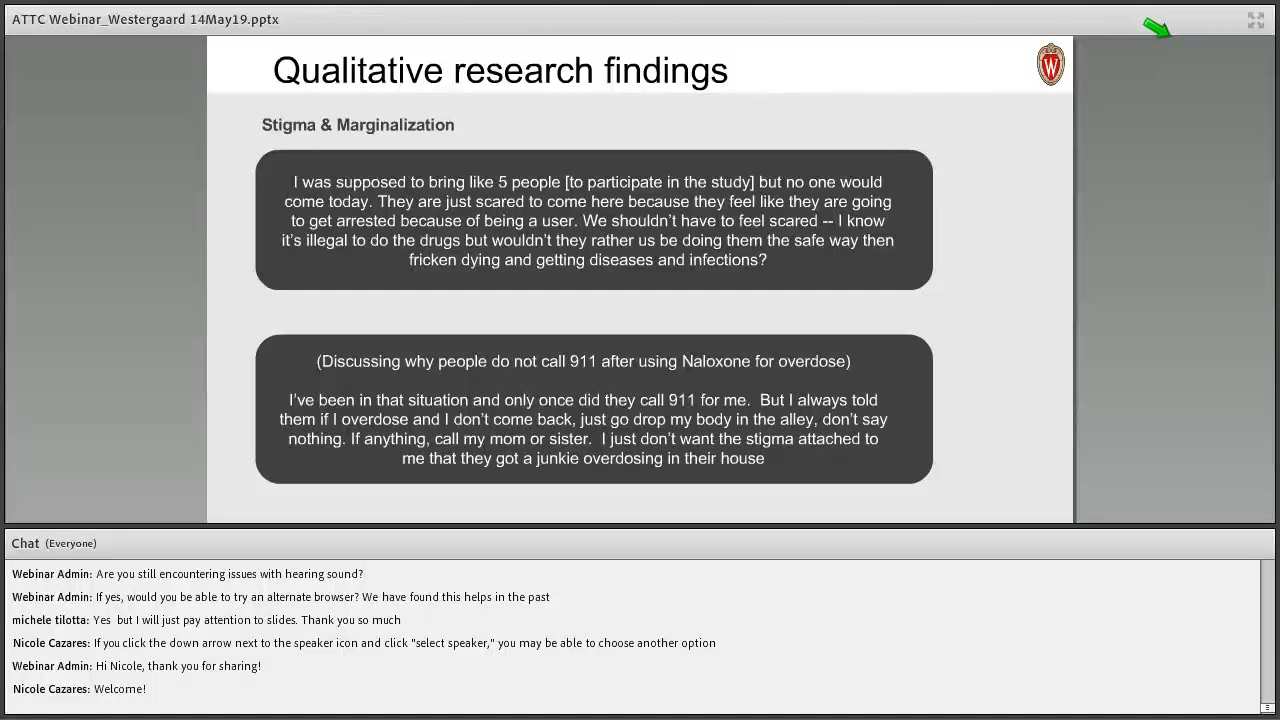 ATTC Webinar_Westergaard 14May19.pptx
Qualitative research findings
W
Stigma & Marginalization
I was supposed to bring like 5 people [to participate in the study] but no one would
come today. They are just scared to come here because they feel like they are going
to get arrested because of being a user. We shouldn't have to feel scared -- I know
it's illegal to do the drugs but wouldn't they rather us be doing them the safe way then
fricken dying and getting diseases and infections?
(Discussing why people do not call 911 after using Naloxone for overdose)
I've been in that situation and only once did they call 911 for me.  But I always told
them if I overdose and I don't come back, just go drop my body in the alley, don't say
nothing. If anything, call my mom or sister.  I just don't want the stigma attached to
me that they got a junkie overdosing in their house
Chat (Everyone)
Webinar Admin: Are you still encountering issues with hearing sound?
Webinar Admin: If yes, would you be able to try an alternate browser? We have found this helps in the past
michele tilotta: Yes  but I will just pay attention to slides. Thank you so much
Nicole Cazares: If you click the down arrow next to the speaker icon and click "select speaker," you may be able to choose another option
Webinar Admin: Hi Nicole, thank you for sharing!
Nicole Cazares: Welcome!